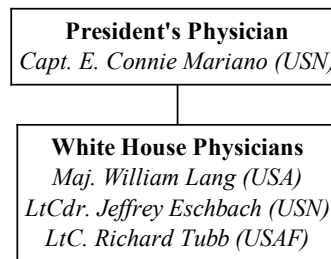 President's Physician
Capt. E. Connie Mariano (USN)
White House Physicians
Maj. William Lang (USA)
LtCdr. Jeffrey Eschbach (USN)
LtC. Richard Tubb (USAF)